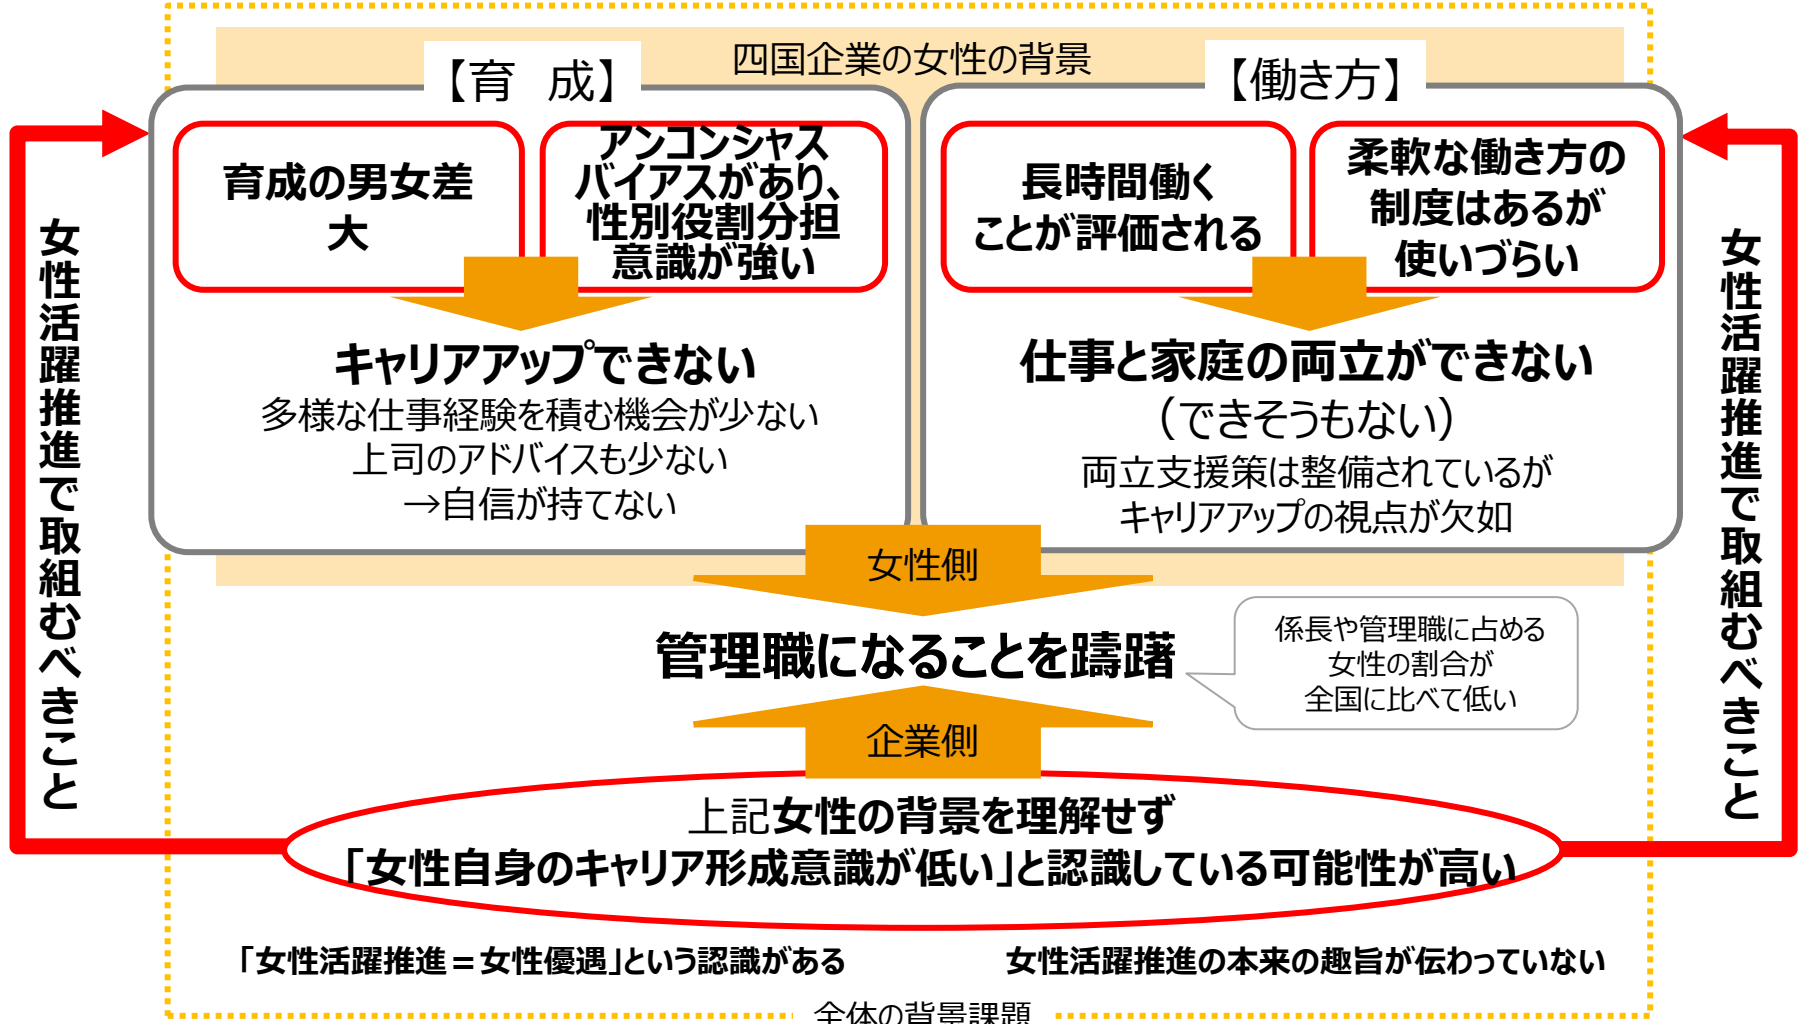 四国企業の女性の背景
【育　成】
育成の男女差
大
アンコンシャス
バイアスがあり、
性別役割分担
意識が強い
キャリアアップできない
多様な仕事経験を積む機会が少ない
上司のアドバイスも少ない
→自信が持てない
【働き方】
長時間働く
ことが評価される
柔軟な働き方の
制度はあるが
使いづらい
仕事と家庭の両立ができない
（できそうもない）
両立支援策は整備されているが
キャリアアップの視点が欠如
女性側
管理職になることを躊躇
係長や管理職に占める
女性の割合が
全国に比べて低い
企業側
上記女性の背景を理解せず
「女性自身のキャリア形成意識が低い」と認識している可能性が高い
女性活躍推進で取組むべきこと
女性活躍推進で取組むべきこと
「女性活躍推進＝女性優遇」という認識がある
女性活躍推進の本来の趣旨が伝わっていない
全体の背景課題